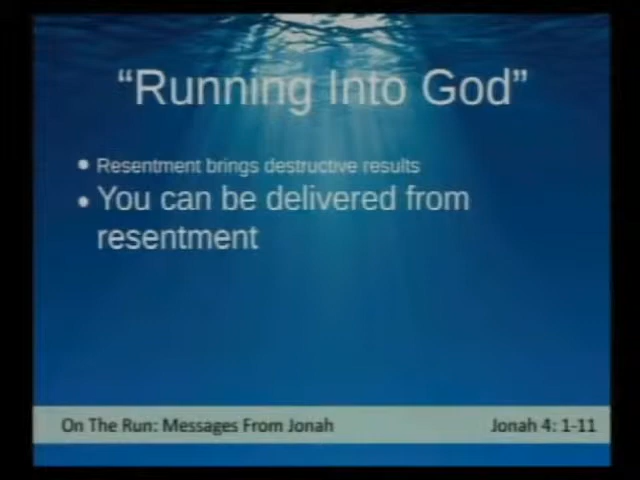 “Running Into God”
Resentment brings destructive results
You can be delivered from
resentment
On The Run: Messages From Jonah
Jonah 4: 1-11